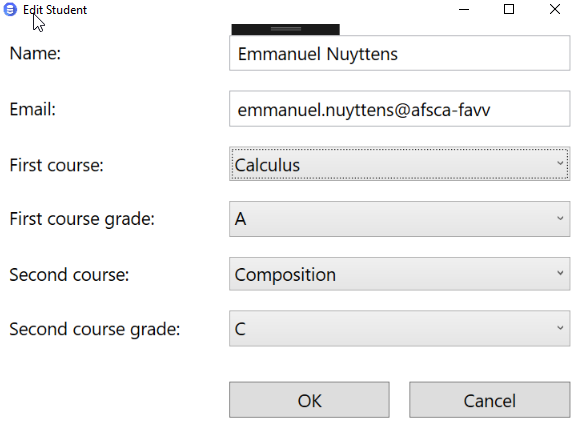 Edit Student
Name: Emmanuel Nuyttens
Email: emmanuel.nuyttens@afsca-favv
First course: Calculus
First course grade: A
Second course: Composition
Second course grade: C
OK Cancel